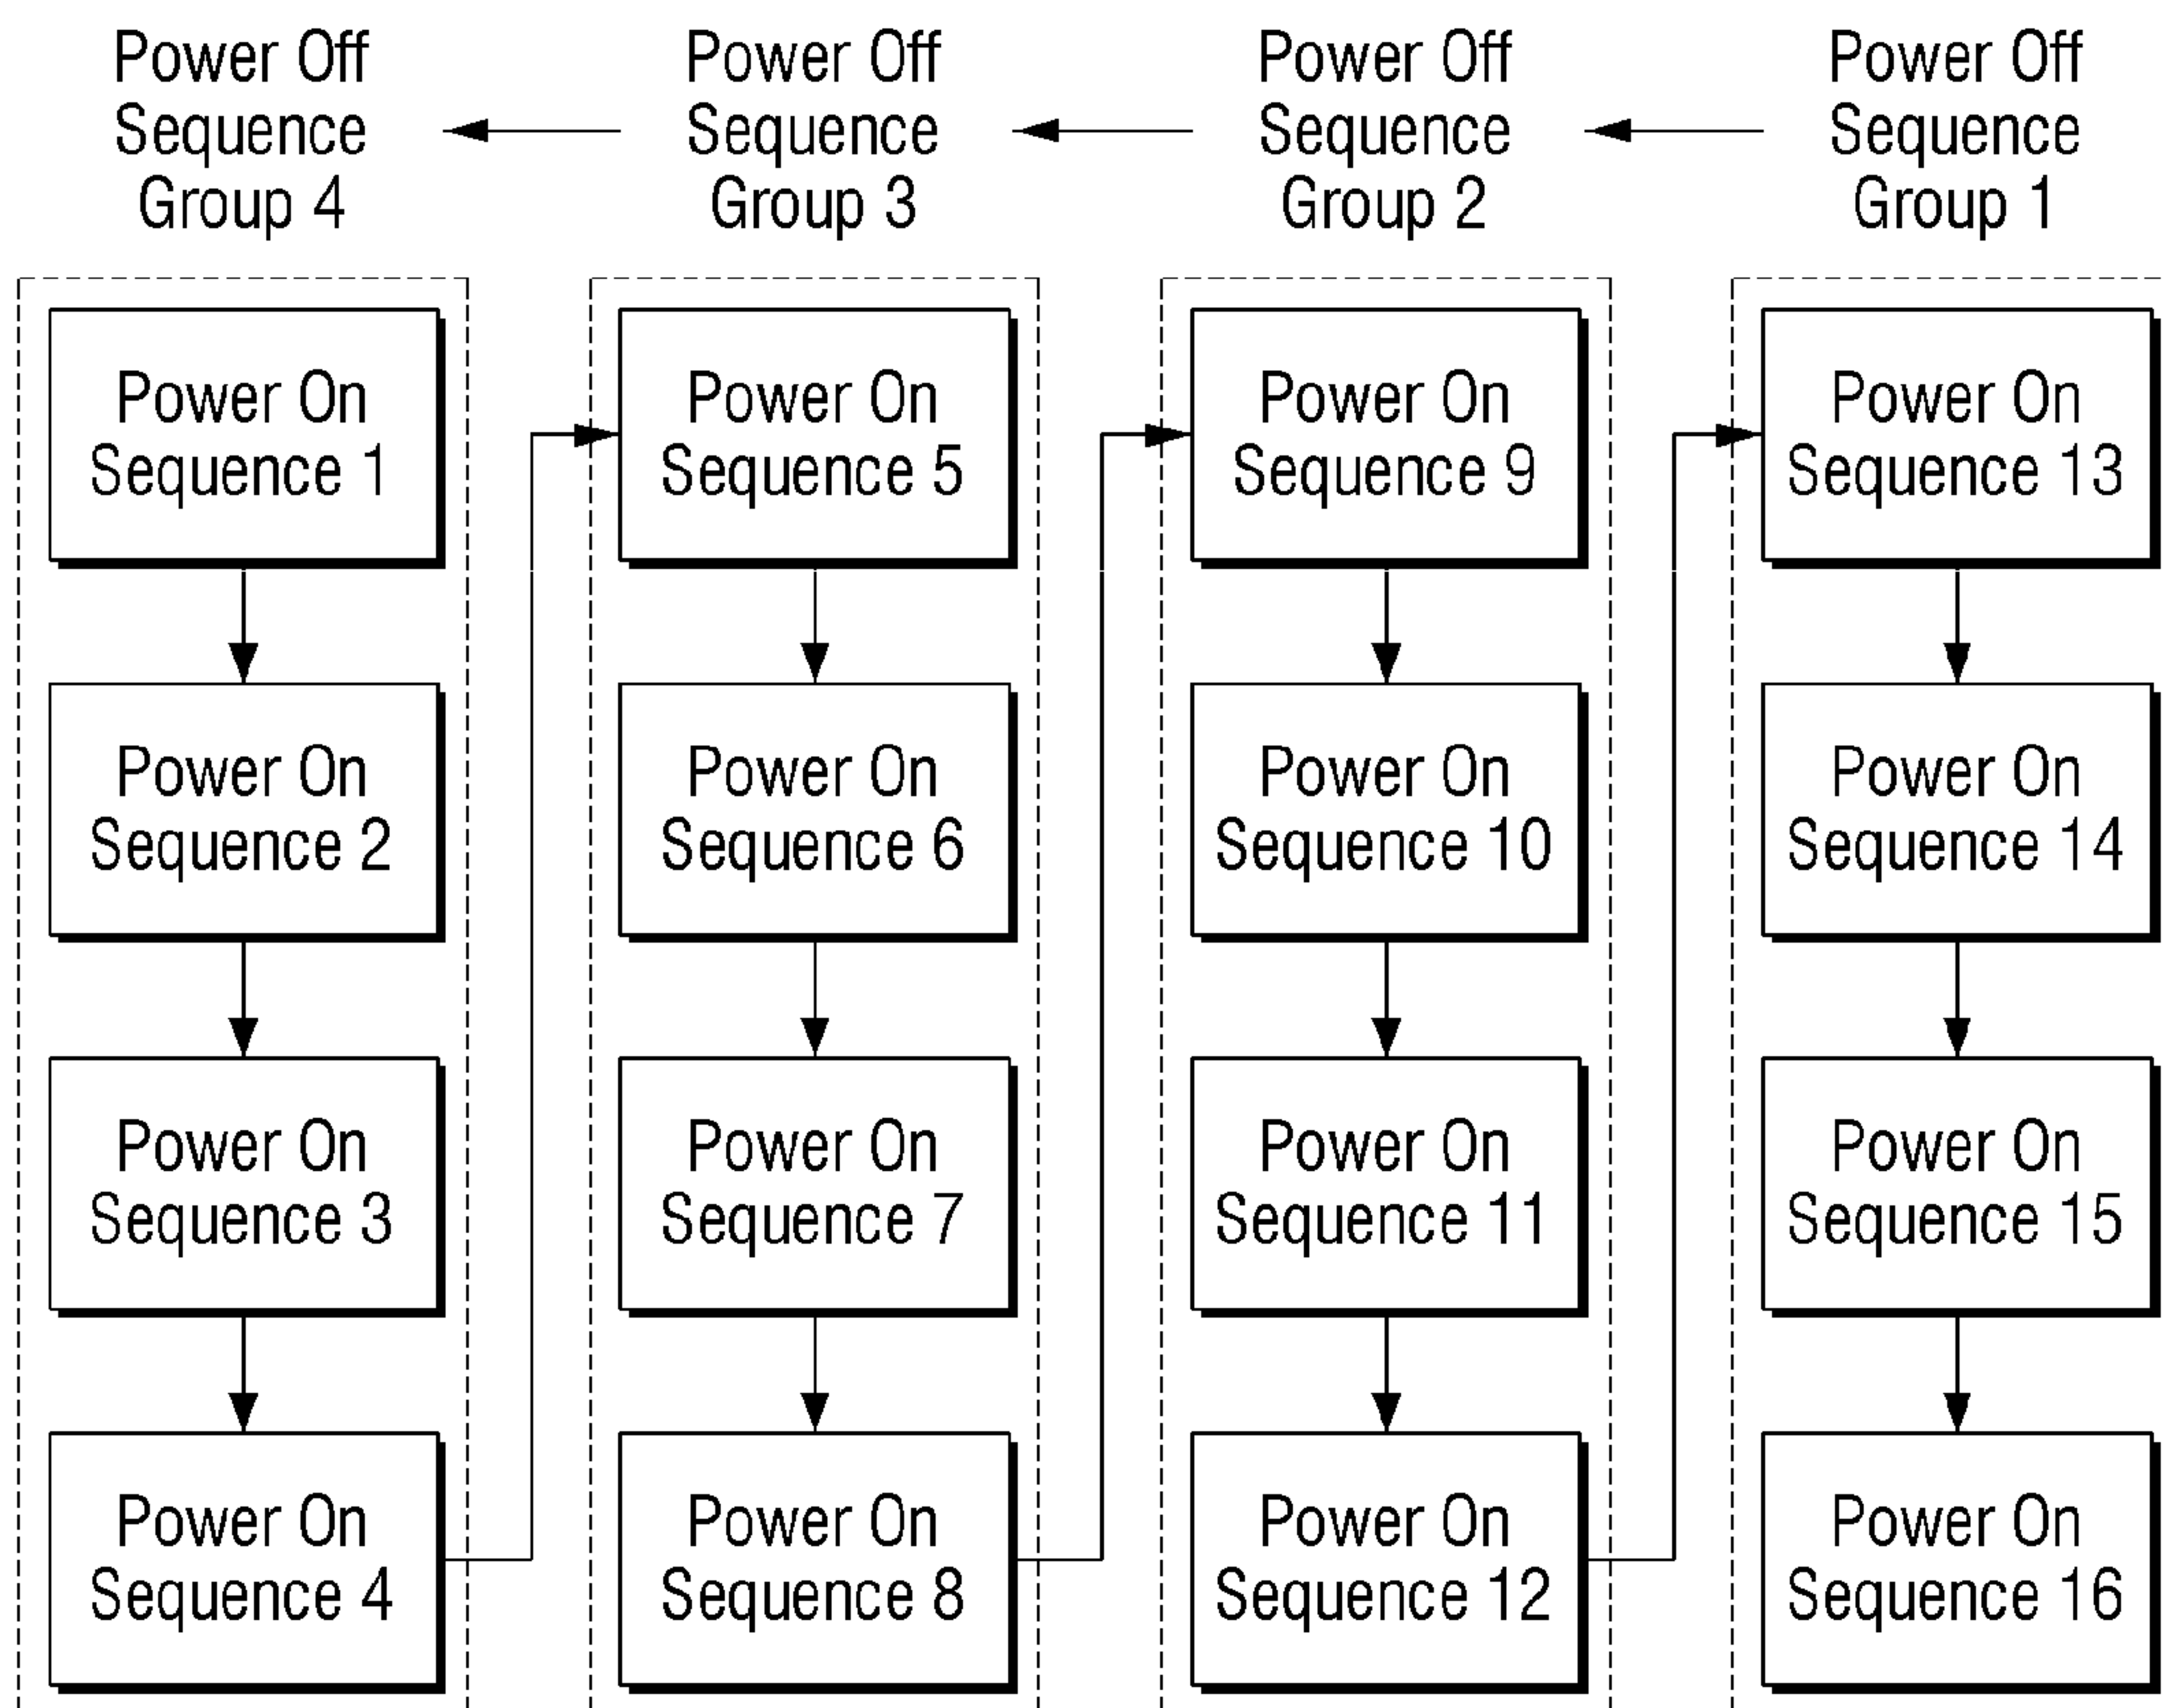 Power Off
Sequence
Group 4
Power Off
Sequence
Group 3
Power Off
Sequence
Group 2
Power Off
Sequence
Group 1
Power On
Sequence 1
Power On
Sequence 5
Power On
Sequence 9
Power On
Sequence 13
Power On
Sequence 2
Power On
Sequence 6
Power On
Sequence 10
Power On
Sequence 14
Power On
Sequence 3
Power On
Sequence 7
Power On
Sequence 11
Power On
Sequence 15
Power On
Sequence 4
Power On
Sequence 8
Power On
Sequence 12
Power On
Sequence 16